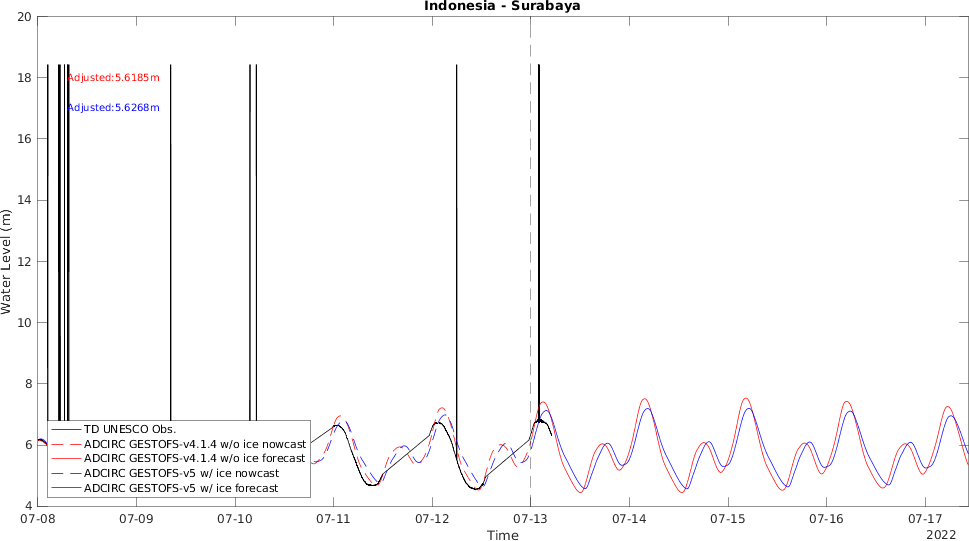 Indonesia - Surabaya
20
18
16
14
12
10
8
6
4
Water Level (m)
Adjusted:5.6185m
Adjusted:5.6268m
TD UNESCO Obs.
ADCIRC GESTOFS-v4.1.4 w/o ice nowcast
ADCIRC GESTOFS-v4.1.4 w/o ice forecast
ADCIRC GESTOFS-v5 w/ ice nowcast
ADCIRC GESTOFS-v5 w/ ice forecast
07-08 07-09 07-10 07-11 07-12 07-13 07-14 07-15 07-16 07-17
Time
2022